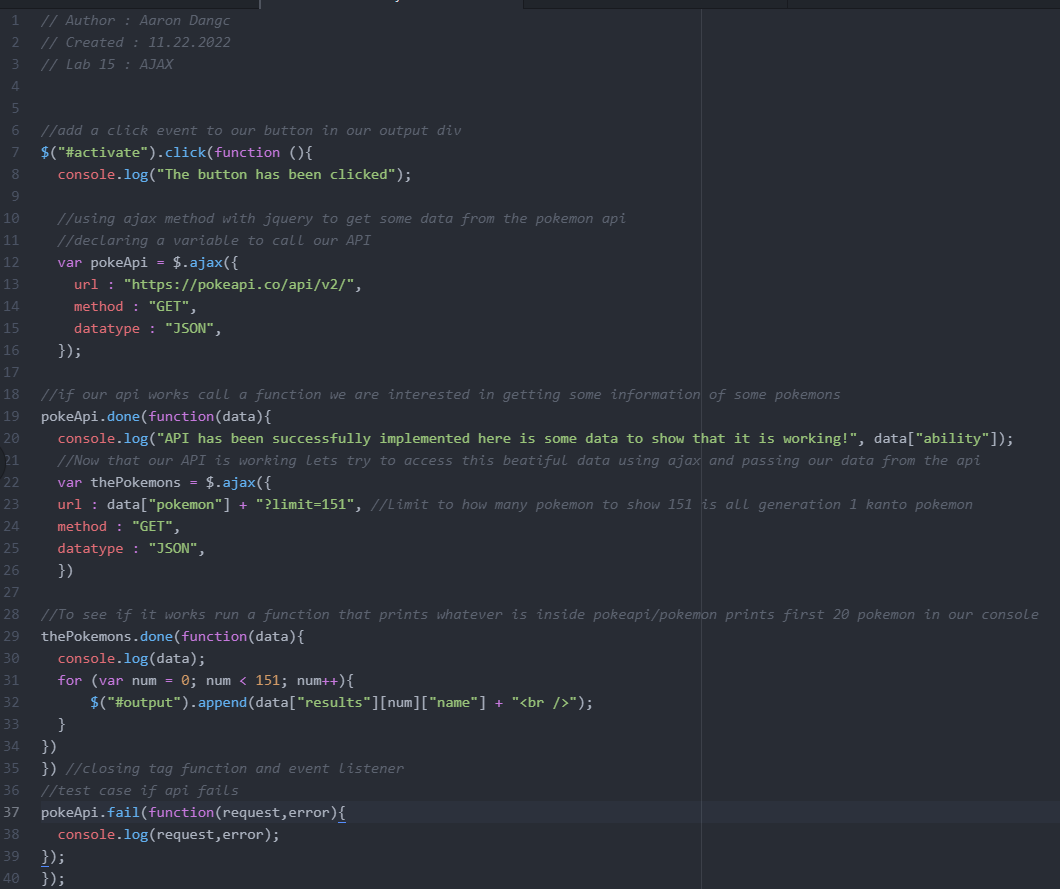 1 // Author : Aaron Dangc
2 // Created : 11.22.2022
3 // Lab 15 : AJAX
4
5
6 //add a click event to our button in our output div
7 $("#activate").click(function (){
8 console.log("The button has been clicked");
9
10 //using ajax method with jquery to get some data from the pokemon api
11 //declaring a variable to call our API
12 var pokeApi = $.ajax({
13 url : "https://pokeapi.co/api/v2/",
14 method : "GET",
15 datatype : "JSON",
16 });
17
18 //if our api works call a function we are interested in getting some information of some pokemons
19 pokeApi.done(function(data){
20 console.log("API has been successfully implemented here is some data to show that it is working!", data["ability"]);
21 //Now that our API is working lets try to access this beatiful data using ajax and passing our data from the api
22 var thePokemons = $.ajax({
23 url : data["pokemon"] + "?limit=151", //Limit to how many pokemon to show 151 is all generation 1 kanto pokemon
24 method : "GET",
25 datatype : "JSON",
26 })
27
28 //To see if it works run a function that prints whatever is inside pokeapi/pokemon prints first 20 pokemon in our console
29 thePokemons.done(function(data){
30 console.log(data);
31 for (var num = 0; num < 151; num++){
32 $("#output").append(data["results"][num]["name"] + "<br />");
33 }
34 })
35 }) //closing tag function and event listener
36 //test case if api fails
37 pokeApi.fail(function(request,error){
38 console.log(request,error);
39 });
40 });